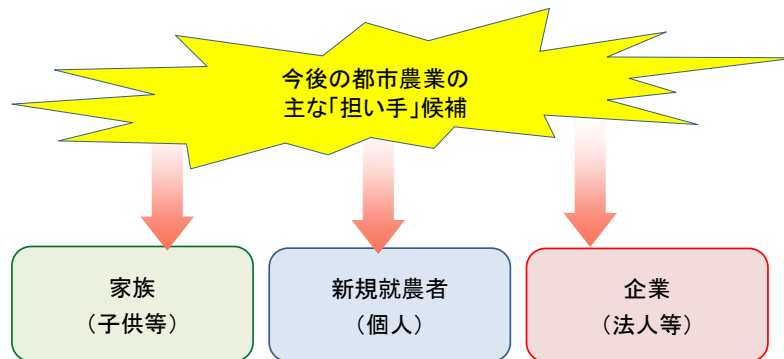 今後の都市農業の
主な「担い手」候補
家族
（子供等）
新規就農者
（個人）
企業
（法人等）